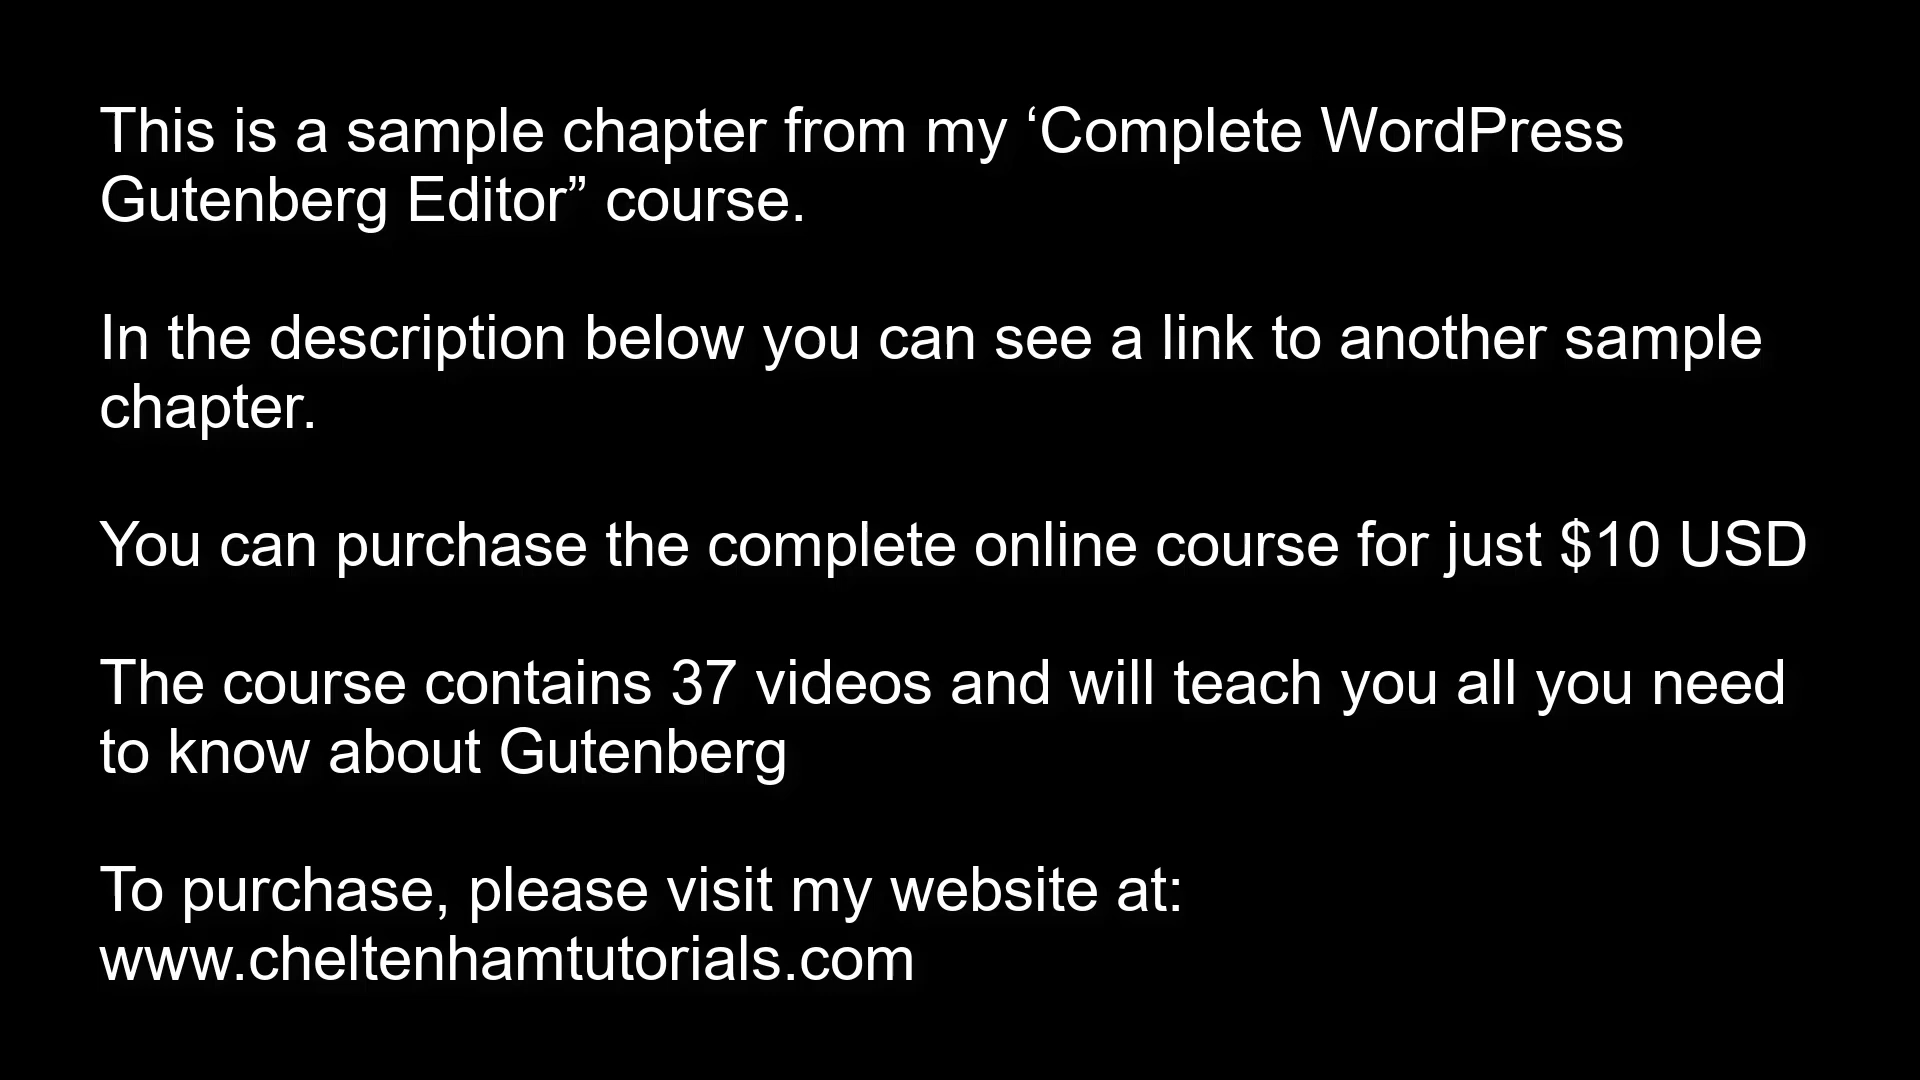 This is a sample chapter from my ‘Complete WordPress
Gutenberg Editor” course.
In the description below you can see a link to another sample
chapter.
You can purchase the complete online course for just $10 USD
The course contains 37 videos and will teach you all you need
to know about Gutenberg
To purchase, please visit my website at:
www.cheltenhamtutorials.com